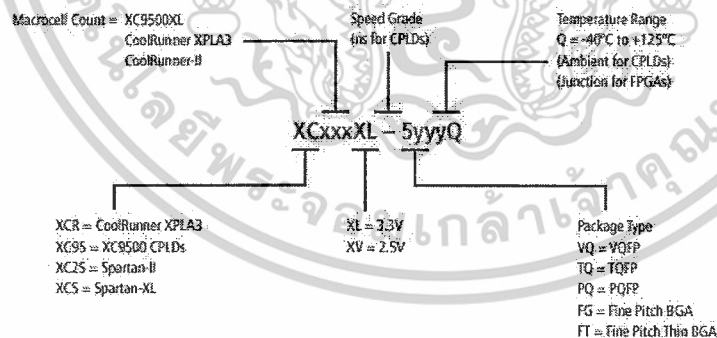 Macrocell Count = XC9500XL
CoolRunner XPLA3
CoolRunner-II
Speed Grade
(ns for CPLDs)
Temperature Range
Q = -40°C to +125°C
(Ambient for CPLDs)
(Junction for FPGAs)
XCxxxXL - 5yyyQ
XCR = CoolRunner XPLA3
XC95 = XC9500 CPLDs
XC2S = Spartan-II
XCS = Spartan-XL
XL = 3.3V
XV = 2.5V
Package Type
VQ = VQFP
TQ = TQFP
PQ = PQFP
FG = Fine Pitch BGA
FT = Fine Pitch Thin BGA